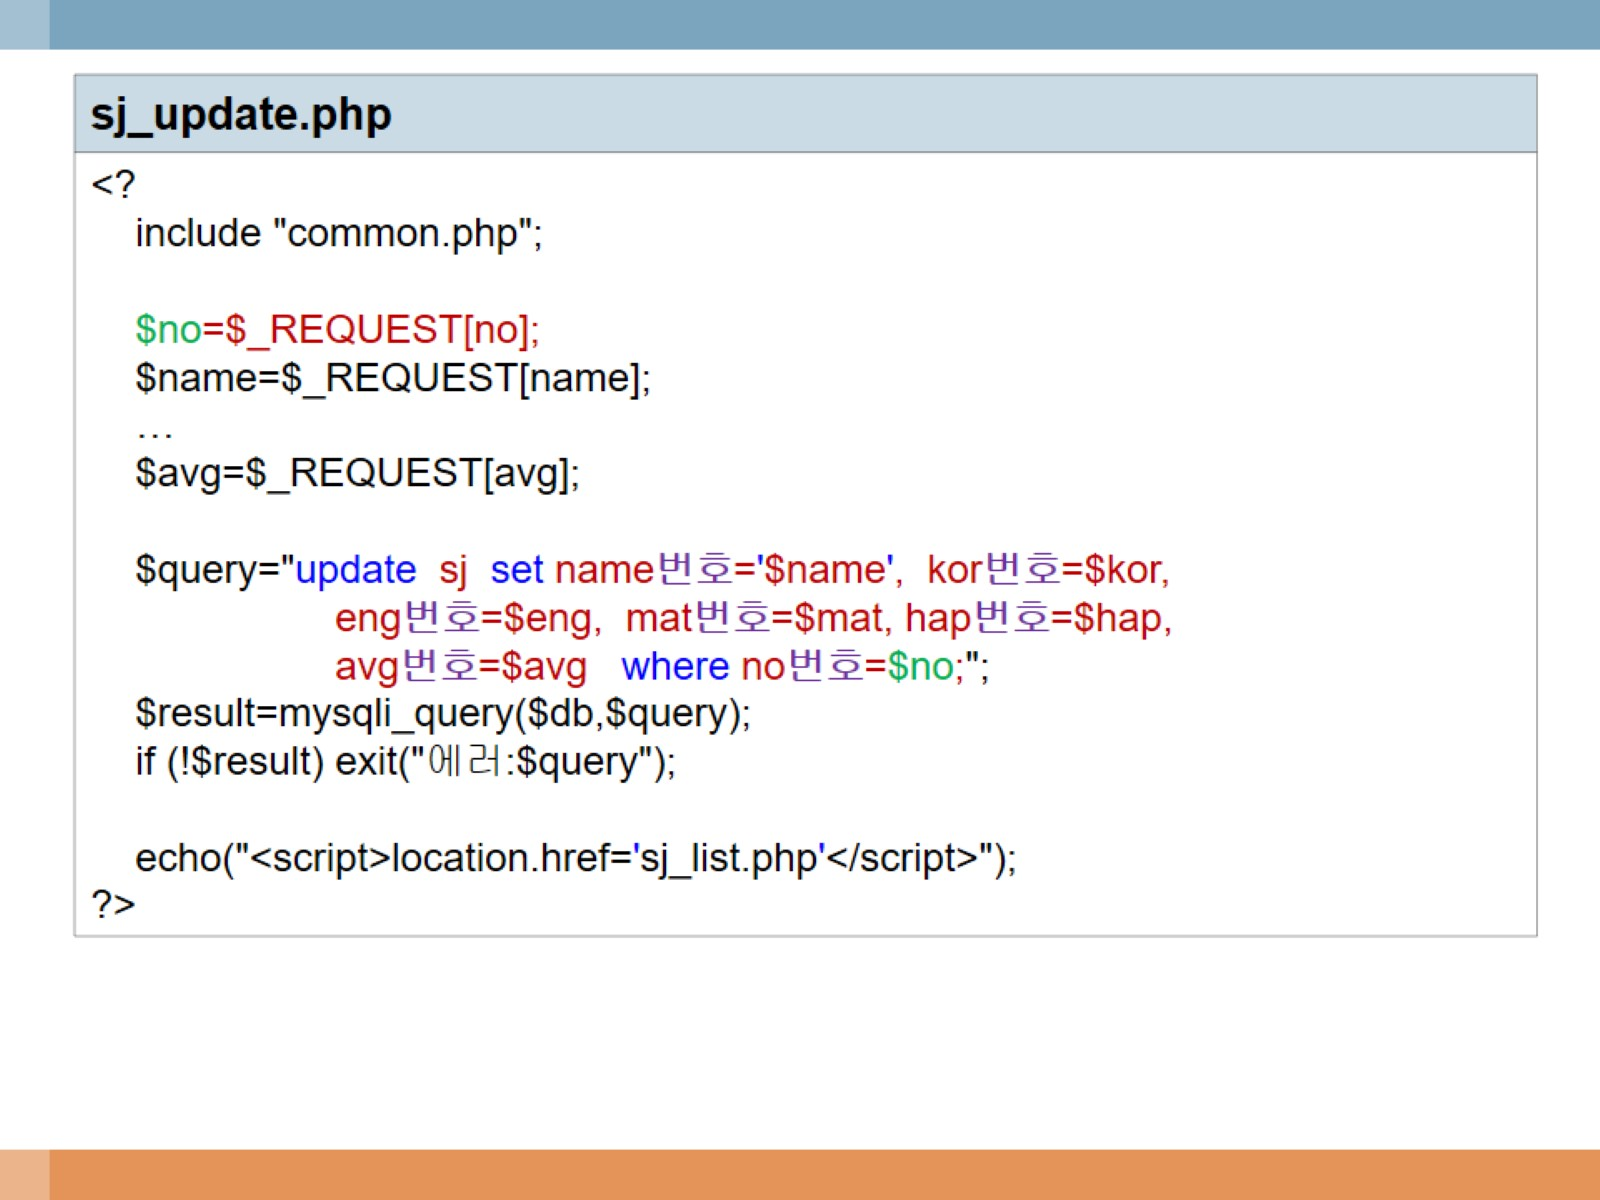 sj_update.php
<?
include "common.php";
$no=$_REQUEST[no];
$name=$_REQUEST[name];
…
$avg=$_REQUEST[avg];
$query="update sj set name번호='$name', kor번호=$kor,
eng번호=$eng, mat번호=$mat, hap번호=$hap,
avg번호=$avg where no번호=$no;";
$result=mysqli_query($db,$query);
if (!$result) exit("에러:$query");
echo("<script>location.href='sj_list.php'</script>");
?>